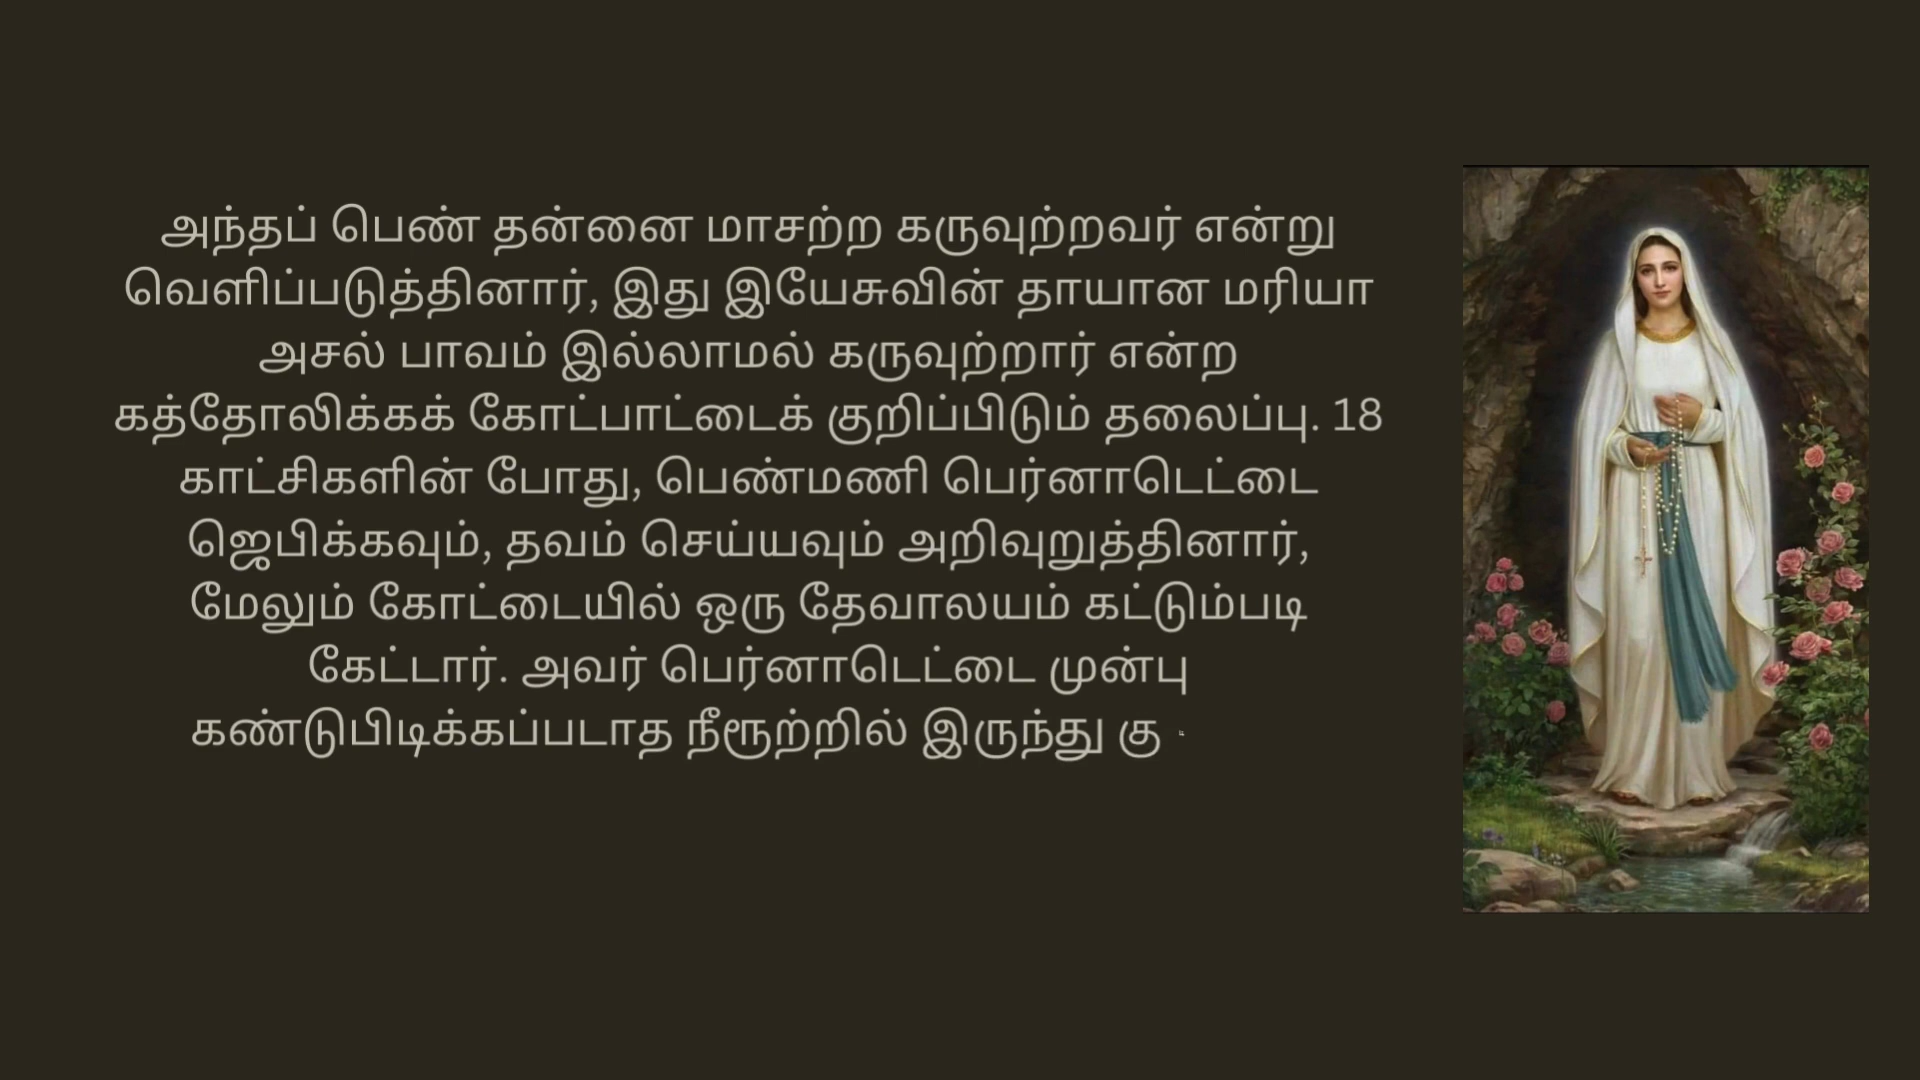 அந்தப் பெண் தன்னை மாசற்ற கருவுற்றவர் என்று
வெளிப்படுத்தினார், இது இயேசுவின் தாயான மரியா
அசல் பாவம் இல்லாமல் கருவுற்றார் என்ற
கத்தோலிக்கக் கோட்பாட்டைக் குறிப்பிடும் தலைப்பு. 18
காட்சிகளின் போது, பெண்மணி பெர்னாடெட்டை
ஜெபிக்கவும், தவம் செய்யவும் அறிவுறுத்தினார்,
மேலும் கோட்டையில் ஒரு தேவாலயம் கட்டும்படி
கேட்டார். அவர் பெர்னாடெட்டை முன்பு
கண்டுபிடிக்கப்படாத நீரூற்றில் இருந்து கு